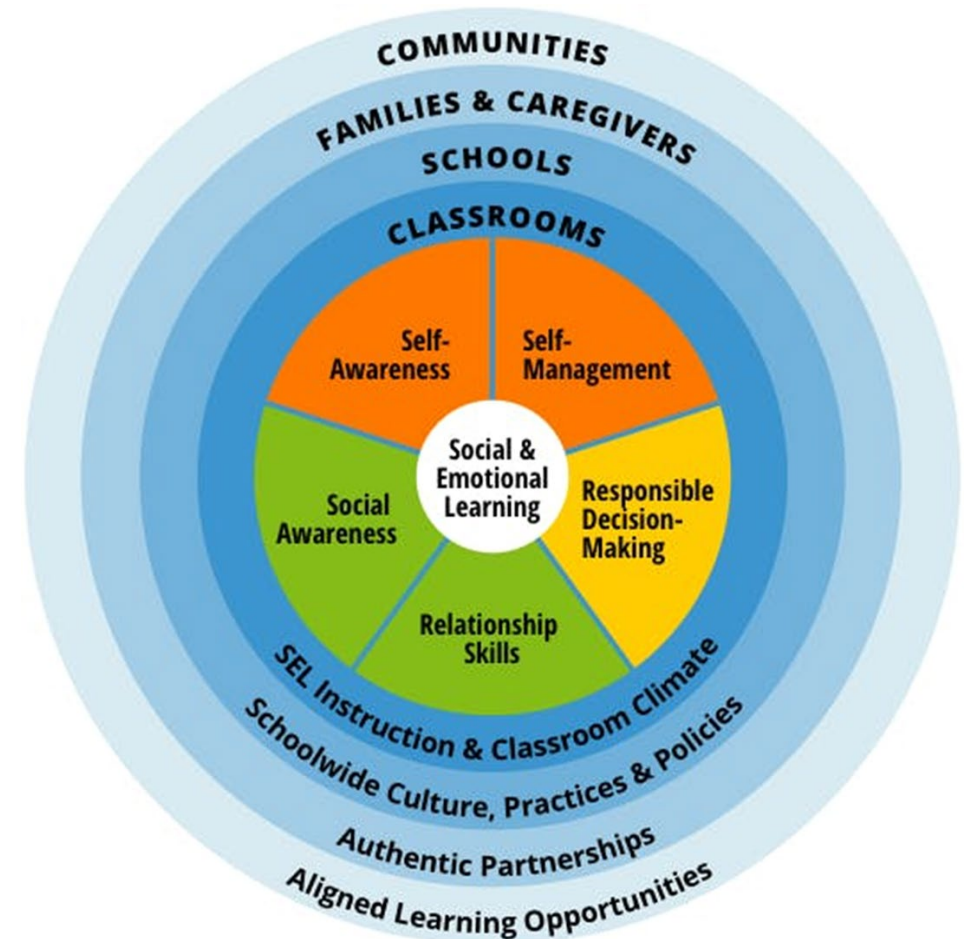 COMMUNITIES
FAMILIES & CAREGIVERS
SCHOOLS
CLASSROOMS
Self-
Awareness
Self-
Management
Social &
Emotional
Learning
Social
Awareness
Responsible
Decision-
Making
Relationship
Skills
SEL Instruction & Classroom Climate
Schoolwide Culture, Practices & Policies
Authentic Partnerships
Aligned Learning Opportunities